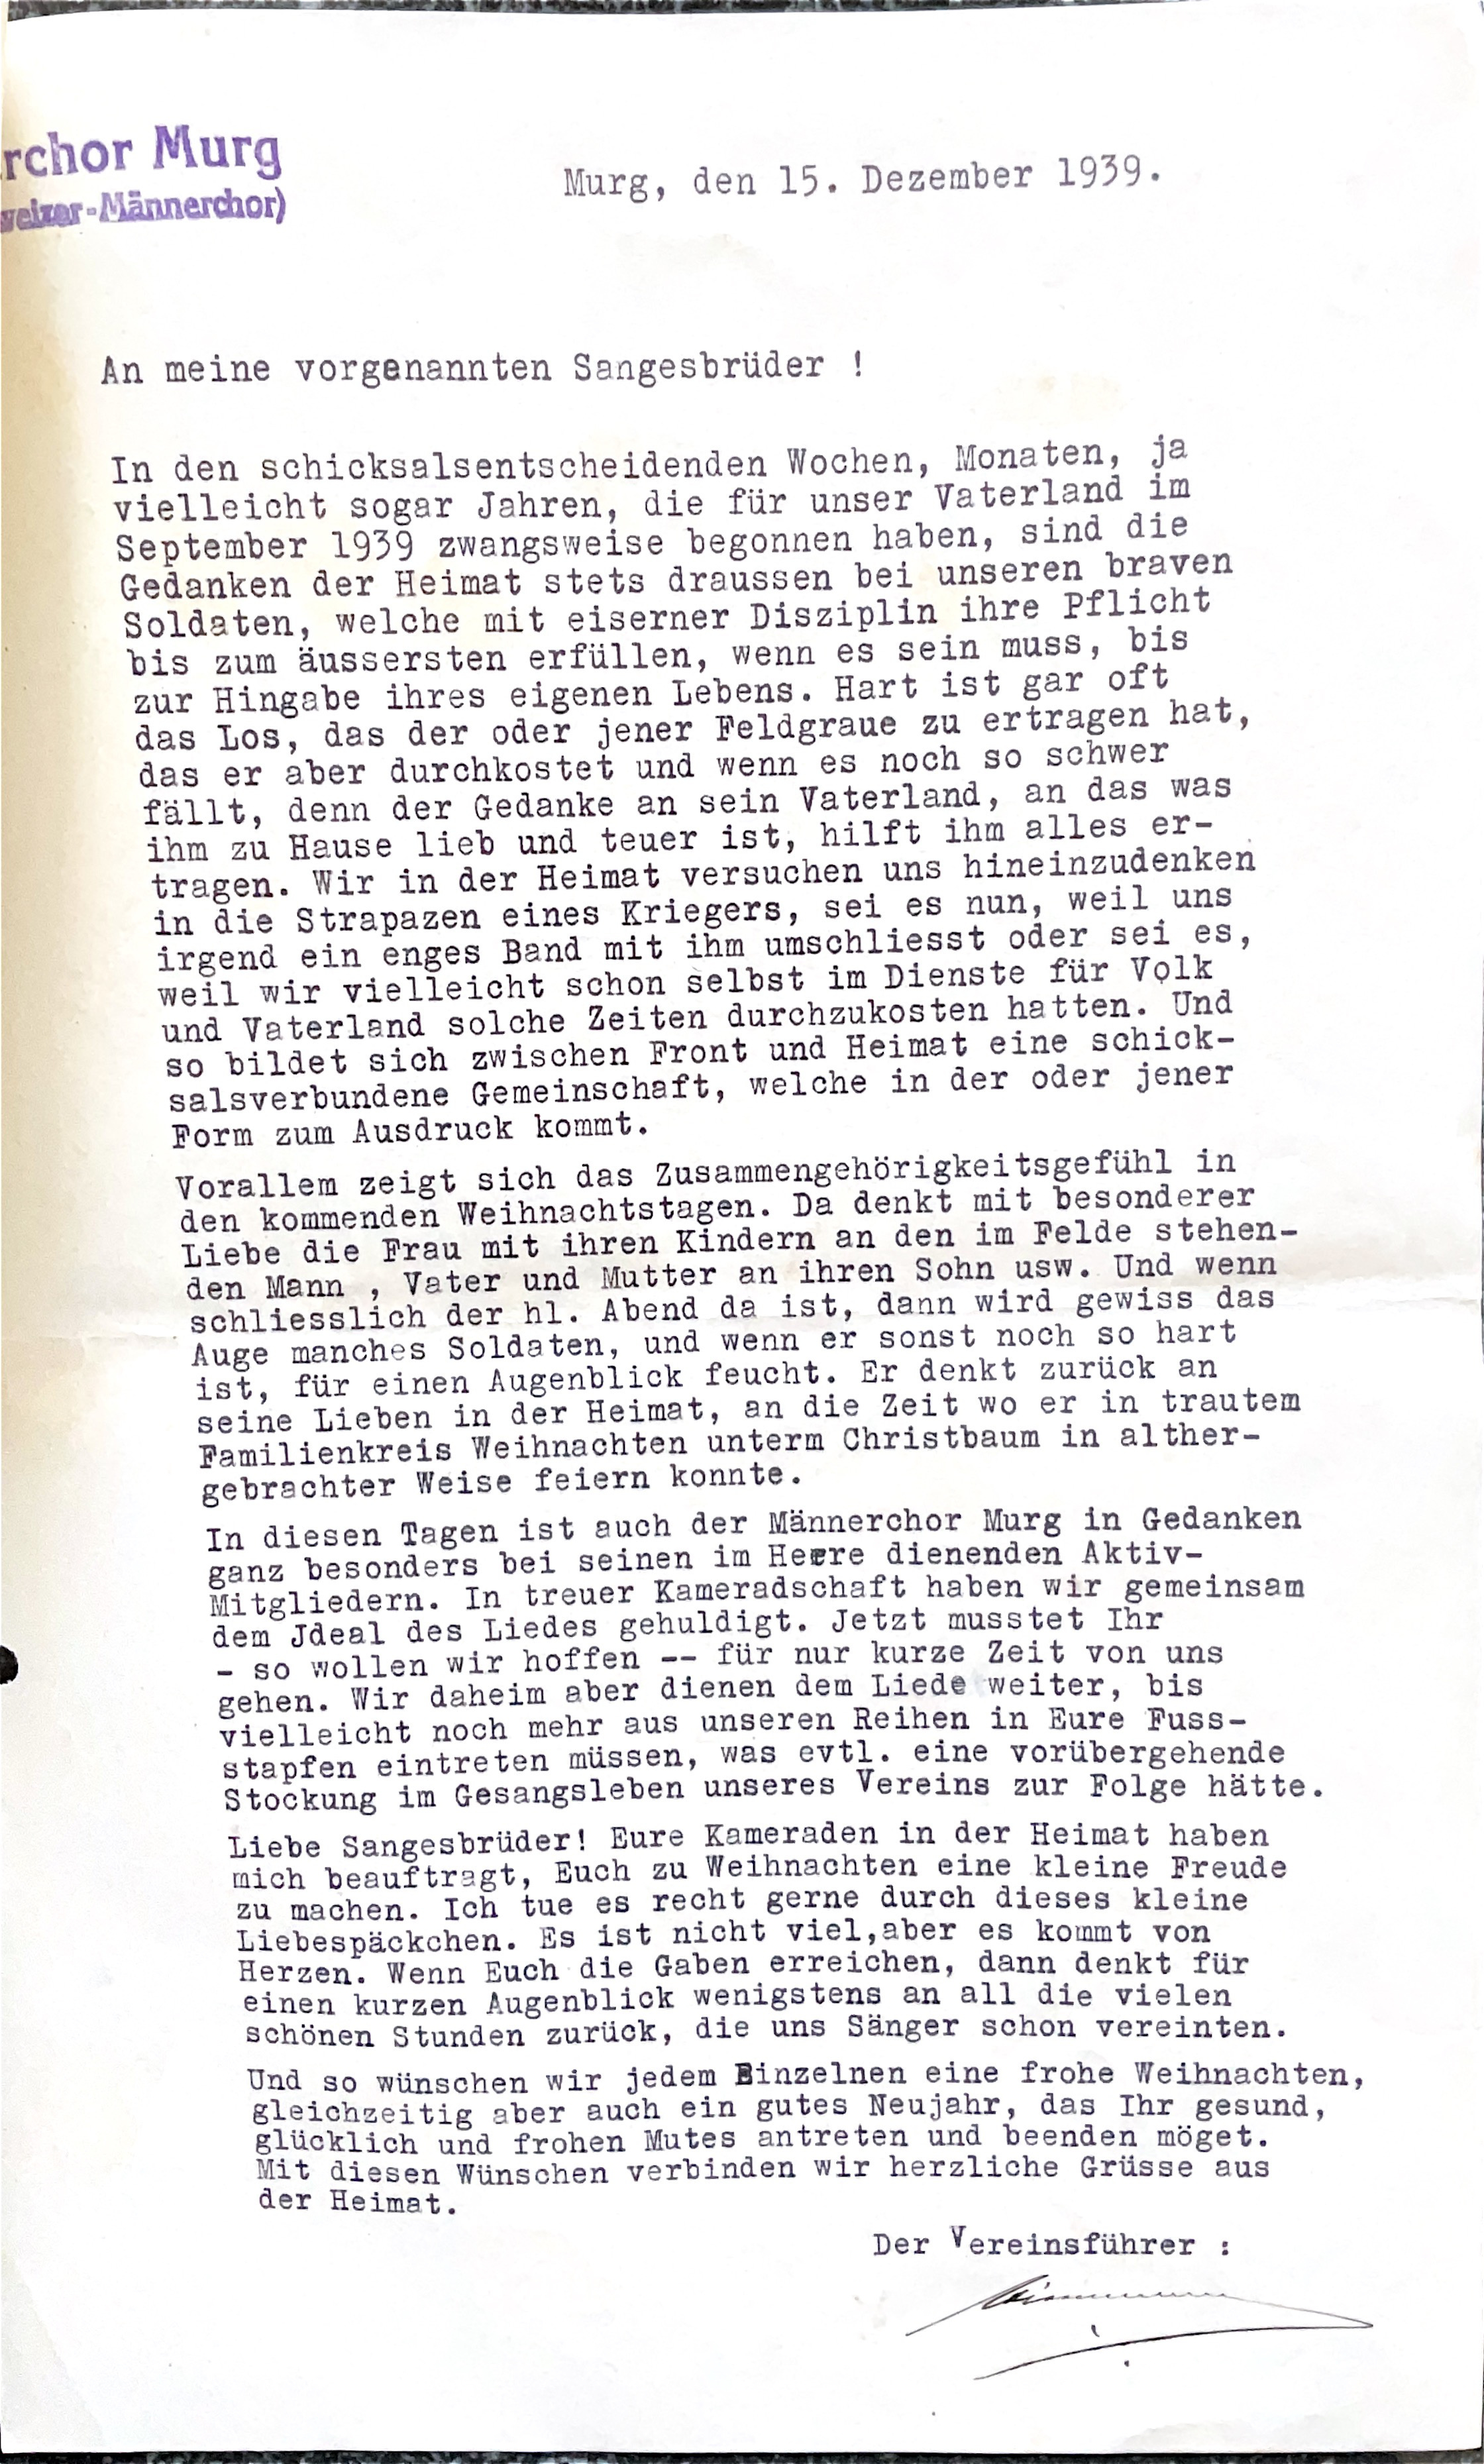 rchor Murg
weizer-Männerchor)
Murg, den 15. Dezember 1939.
An meine vorgenannten Sangesbrüder !
In den schicksalsentscheidenden Wochen, Monaten, ja
vielleicht sogar Jahren, die für unser Vaterland im
September 1939 zwangsweise begonnen haben, sind die
Gedanken der Heimat stets draussen bei unseren braven
Soldaten, welche mit eiserner Disziplin ihre Pflicht
bis zum äussersten erfüllen, wenn es sein muss, bis
zur Hingabe ihres eigenen Lebens. Hart ist gar oft
das Los, das der oder jener Feldgraue zu ertragen hat,
das er aber durchkostet und wenn es noch so schwer
fällt, denn der Gedanke an sein Vaterland, an das was
ihm zu Hause lieb und teuer ist, hilft ihm alles er-
tragen. Wir in der Heimat versuchen uns hineinzudenken
in die Strapazen eines Kriegers, sei es nun, weil uns
irgend ein enges Band mit ihm umschliesst oder sei es,
weil wir vielleicht schon selbst im Dienste für Volk
und Vaterland solche Zeiten durchzukosten hatten. Und
so bildet sich zwischen Front und Heimat eine schick-
salsverbundene Gemeinschaft, welche in der oder jener
Form zum Ausdruck kommt.
Vorallem zeigt sich das Zusammengehörigkeitsgefühl in
den kommenden Weihnachtstagen. Da denkt mit besonderer
Liebe die Frau mit ihren Kindern an den im Felde stehen-
den Mann , Vater und Mutter an ihren Sohn usw. Und wenn
schliesslich der hl. Abend da ist, dann wird gewiss das
Auge manches Soldaten, und wenn er sonst noch so hart
ist, für einen Augenblick feucht. Er denkt zurück an
seine Lieben in der Heimat, an die Zeit wo er in trautem
Familienkreis Weihnachten unterm Christbaum in alther-
gebrachter Weise feiern konnte.
In diesen Tagen ist auch der Männerchor Murg in Gedanken
ganz besonders bei seinen im Heere dienenden Aktiv-
Mitgliedern. In treuer Kameradschaft haben wir gemeinsam
dem Jdeal des Liedes gehuldigt. Jetzt musstet Ihr
- so wollen wir hoffen -- für nur kurze Zeit von uns
gehen. Wir daheim aber dienen dem Liede weiter, bis
vielleicht noch mehr aus unseren Reihen in Eure Fuss-
stapfen eintreten müssen, was evtl. eine vorübergehende
Stockung im Gesangsleben unseres Vereins zur Folge hätte.
Liebe Sangesbrüder! Eure Kameraden in der Heimat haben
mich beauftragt, Euch zu Weihnachten eine kleine Freude
zu machen. Ich tue es recht gerne durch dieses kleine
Liebespäckchen. Es ist nicht viel,aber es kommt von
Herzen. Wenn Euch die Gaben erreichen, dann denkt für
einen kurzen Augenblick wenigstens an all die vielen
schönen Stunden zurück, die uns Sänger schon vereinten.
Und so wünschen wir jedem Einzelnen eine frohe Weihnachten,
gleichzeitig aber auch ein gutes Neujahr, das Ihr gesund,
glücklich und frohen Mutes antreten und beenden möget.
Mit diesen Wünschen verbinden wir herzliche Grüsse aus
der Heimat.
Der Vereinsführer :